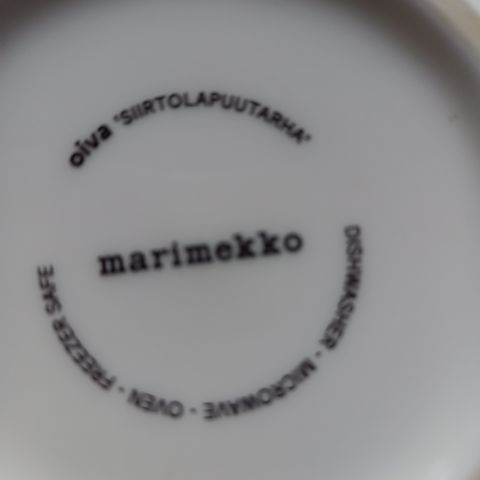 oiva "SIIRTOLAPUUTARHA"
marimekko
DISHWASHER - MICROWAVE - OVEN - FREEZER SAFE